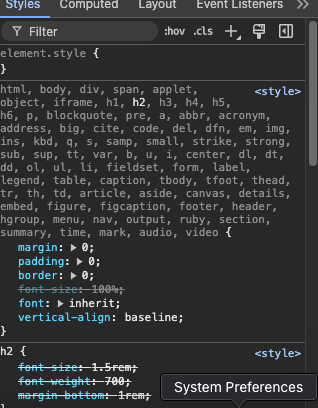 Styles Computed Layout Event Listeners »
Filter :hov .cls
element.style {
}
html, body, div, span, applet, <style>
object, iframe, h1, h2, h3, h4, h5,
h6, p, blockquote, pre, a, abbr, acronym,
address, big, cite, code, del, dfn, em, img,
ins, kbd, q, s, samp, small, strike, strong,
sub, sup, tt, var, b, u, i, center, dl, dt,
dd, ol, ul, li, fieldset, form, label,
legend, table, caption, tbody, tfoot, thead,
tr, th, td, article, aside, canvas, details,
embed, figure, figcaption, footer, header,
hgroup, menu, nav, output, ruby, section,
summary, time, mark, audio, video {
margin: 0;
padding: 0;
border: 0;
font-size: 100%;
font: inherit;
vertical-align: baseline;
}
h2 { <style>
font-size: 1.5rem;
font-weight: 700;
margin-bottom: 1rem;
System Preferences